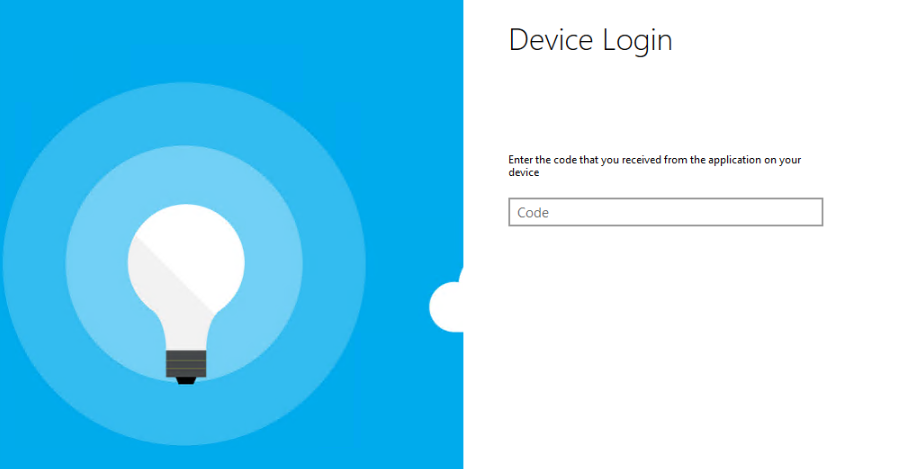 Device Login
Enter the code that you received from the application on your
device
Code